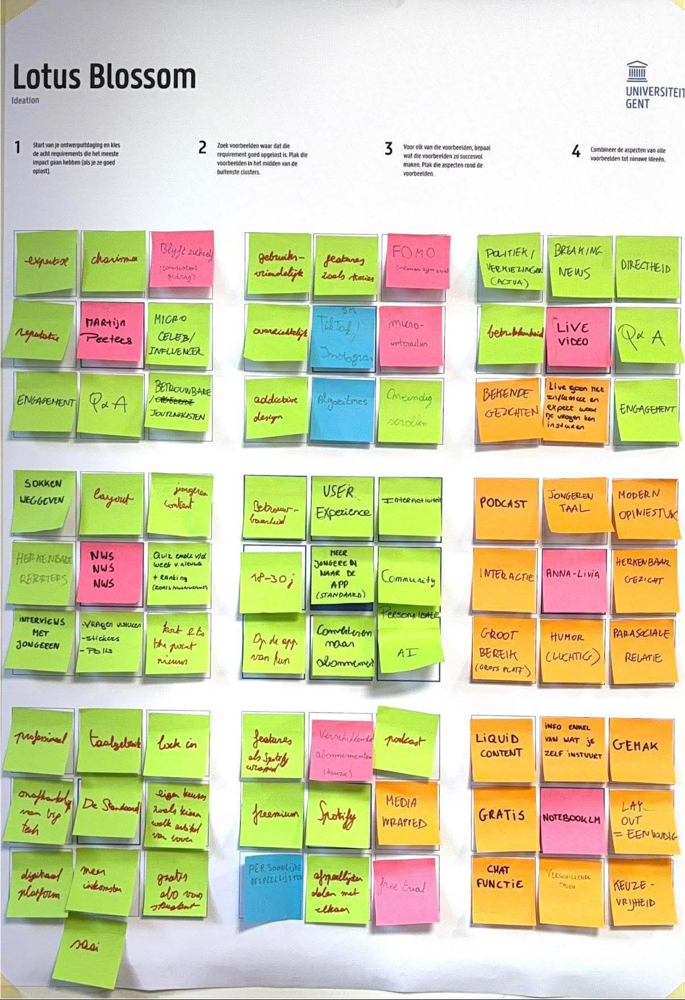 Lotus Blossom
Ideation
UNIVERSITEIT
GENT
1
Start van je ontwerpuitdaging en kies
de acht requirements die het meeste
impact gaan hebben (als je ze goed
oplost).
2
Zoek voorbeelden waar dat die
requirement goed opgelost is. Plak die
voorbeelden in het midden van de
buitenste clusters.
3
Voor elk van die voorbeelden, bepaal
wat die voorbeelden zo succesvol
maken. Plak die aspecten rond de
voorbeelden.
4
Combineer de aspecten van alle
voorbeelden tot nieuwe ideeën.
expertise
charisma
Blijft zichzelf
(consistent
gedrag)
reputatie
MARtijn
Peeters
MICRO
CELEB/
INFLUENCER
ENGAGEMENT
Q & A
BETROUWBARE
/
JOURNALISTEN
gebruiks-
vriendelijk
features
zoals stories
FOMO
(stories zijn
overzichtelijk
SM
TikTok/
Instagram
micro-
interacties
addictive
design
Algoritmes
Oneindig
scrollen
POLITIEK/
VERKIEZINGEN
(ACTUA)
BREAKING
NEWS
DIRECTHEID
betrokkenheid
LIVE
VIDEO
Q & A
BEKENDE
GEZICHTEN
Live gaan met
influencer en
expert waar
je vragen kan
insturen
ENGAGEMENT
SOKKEN
WEGGEVEN
layout
jongeren
content
HERKENBARE
REPORTERS
NWS
NWS
NWS
Quiz einde v/d
week v. nieuws
+ RANking
(ZOALS NWSNWSNWS)
INTERVIEWS
MET
JONGEREN
-VRAgen insturen
-stickers
-Polls
kort & to
the point
nieuws
Betrouw-
baarheid
USER
EXperience
Interactiviteit
18-30 j
MEER
JONGEREN
NAAR DE
APP
(STANDAARD)
Community
Op de app
van hun
Converteren
naar
abonnement
PERSONALISATIE
AI
PODCAST
JONGEREN
TAAL
MODERN
OPINIESTUK
INTERACTIE
ANNA-LIVIA
HERKENBAAR
GEZICHT
GROOT
BEREIK
(CROSS PLATF.)
HUMOR
(LUCHTIG)
PARASOCIALE
RELATIE
professioneel
taalgebruik
lock in
onafhankelijk
van big
tech
De Standaard
eigen keuzes
zoals kiezen
welk artikel
van cover
digitaal
platform
meer
inkomsten
gratis
abo voor
student
saai
features
als Spotify
wrapped
Verschillende
abonnementen
(keuze)
podcast
freemium
Spotify
MEDIA
WRAPPED
PERSOONLIJKE
afspeellijsten
delen met
elkaar
free trial
LIQUID
CONTENT
INFO ENKEL
VAN WAT JE
ZELF INSTUURT
GEMAK
GRATIS
NOTEBOOKLM
LAY-
OUT
= EENVOUDIG
CHAT
FUNCTIE
VERSCHILLENDE
TALEN
KEUZE-
VRIJHEID